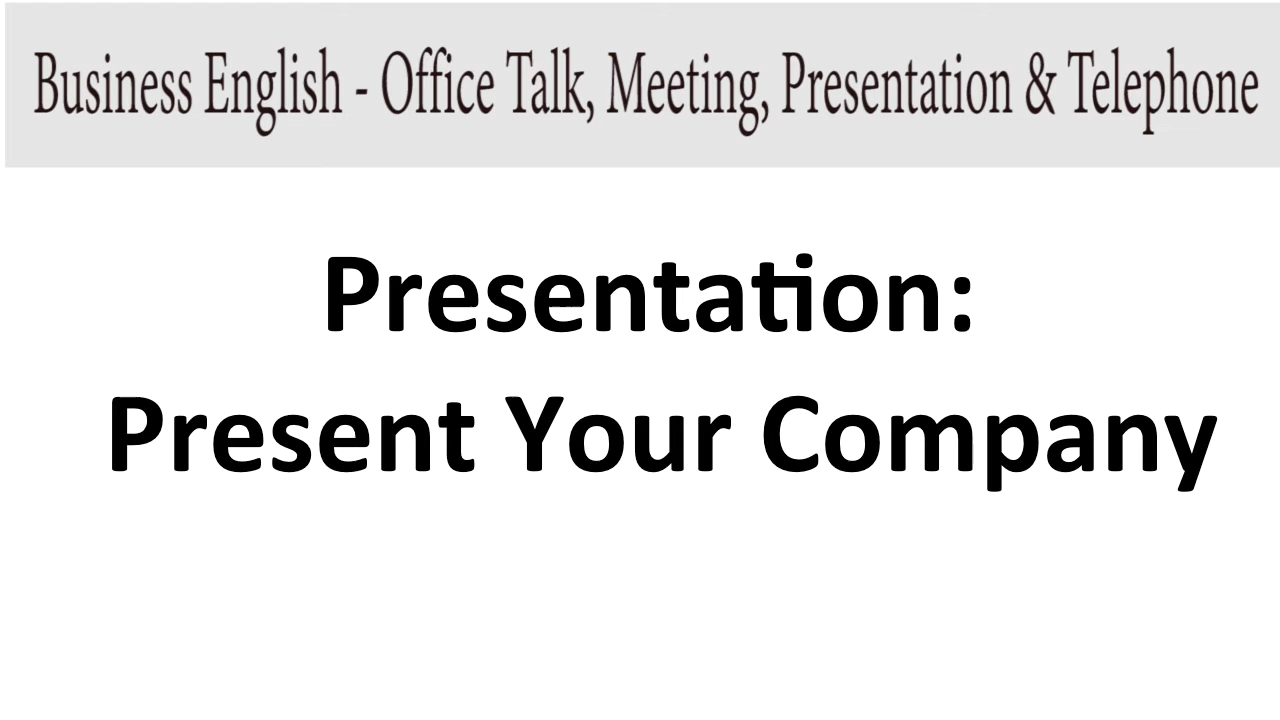 Business English - Office Talk, Meeting, Presentation & Telephone
Presentation:
Present Your Company